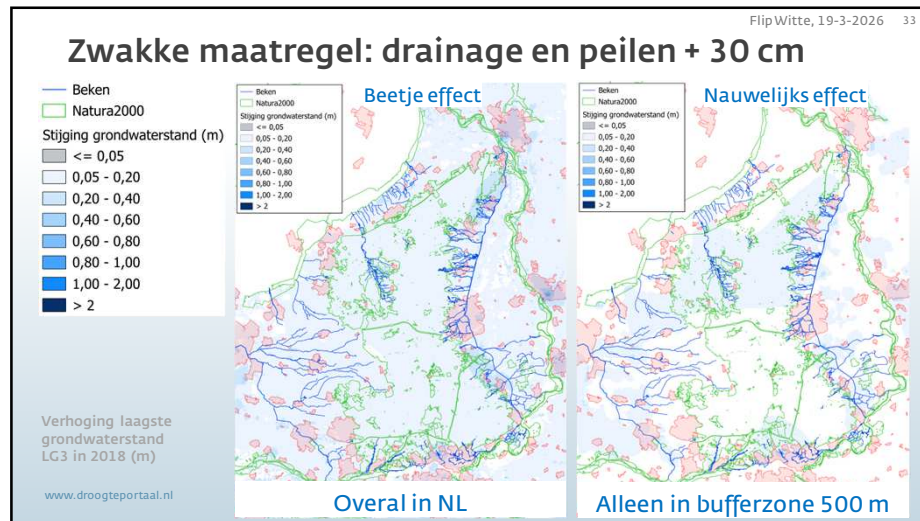 Flip Witte, 19-3-2026 33
Zwakke maatregel: drainage en peilen + 30 cm
Beken
Natura2000
Stijging grondwaterstand (m)
<= 0,05
0,05 - 0,20
0,20 - 0,40
0,40 - 0,60
0,60 - 0,80
0,80 - 1,00
1,00 - 2,00
> 2
Verhoging laagste
grondwaterstand
LG3 in 2018 (m)
www.droogteportaal.nl
Beetje effect
Beken
Natura2000
Stijging grondwaterstand (m)
<= 0,05
0,05 - 0,20
0,20 - 0,40
0,40 - 0,60
0,60 - 0,80
0,80 - 1,00
1,00 - 2,00
> 2
Overal in NL
Nauwelijks effect
Beken
Natura2000
Stijging grondwaterstand (m)
<= 0,05
0,05 - 0,20
0,20 - 0,40
0,40 - 0,60
0,60 - 0,80
0,80 - 1,00
1,00 - 2,00
> 2
Alleen in bufferzone 500 m